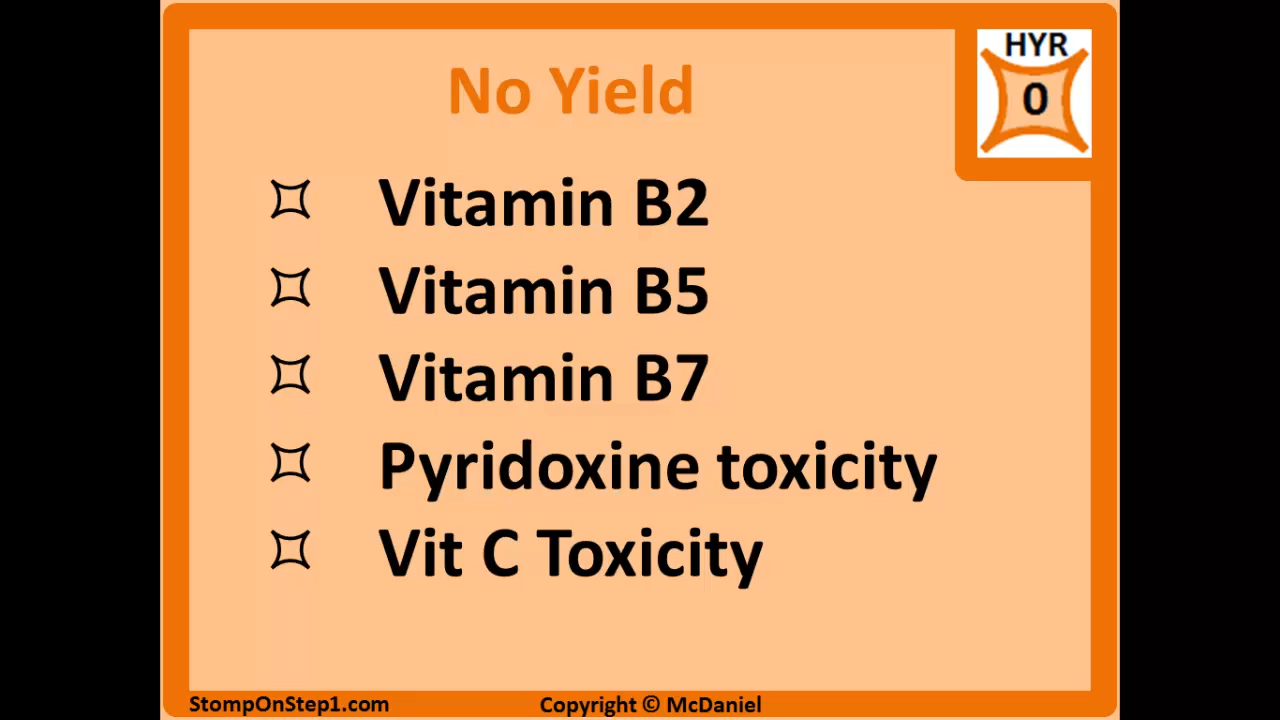 HYR
0
No Yield
Vitamin B2
Vitamin B5
Vitamin B7
Pyridoxine toxicity
Vit C Toxicity
StompOnStep1.com
Copyright © McDaniel